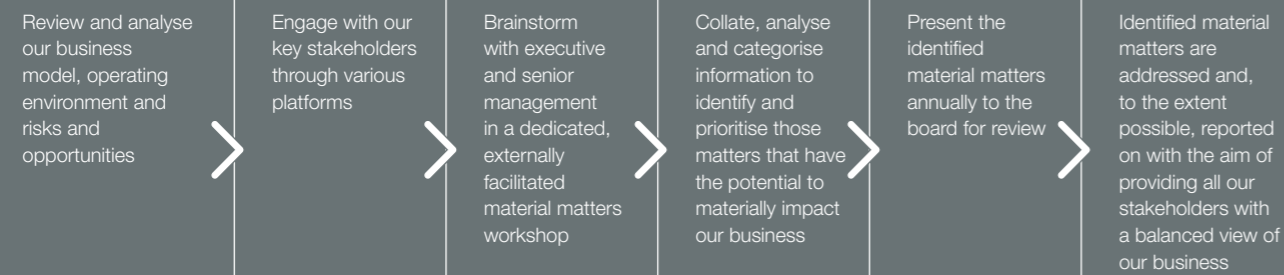 Review and analyse
our business
model, operating
environment and
risks and
opportunities
Engage with our
key stakeholders
through various
platforms
Brainstorm
with executive
and senior
management
in a dedicated,
externally
facilitated
material matters
workshop
Collate, analyse
and categorise
information to
identify and
prioritise those
matters that have
the potential to
materially impact
our business
Present the
identified
material matters
annually to the
board for review
Identified material
matters are
addressed and,
to the extent
possible, reported
on with the aim of
providing all our
stakeholders with
a balanced view of
our business